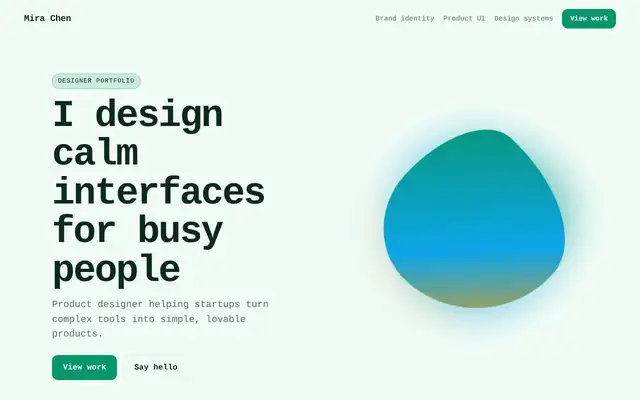 Mira Chen
Brand identity Product UI Design systems View work
DESIGNER PORTFOLIO
I design
calm
interfaces
for busy
people
Product designer helping startups turn
complex tools into simple, lovable
products.
View work Say hello